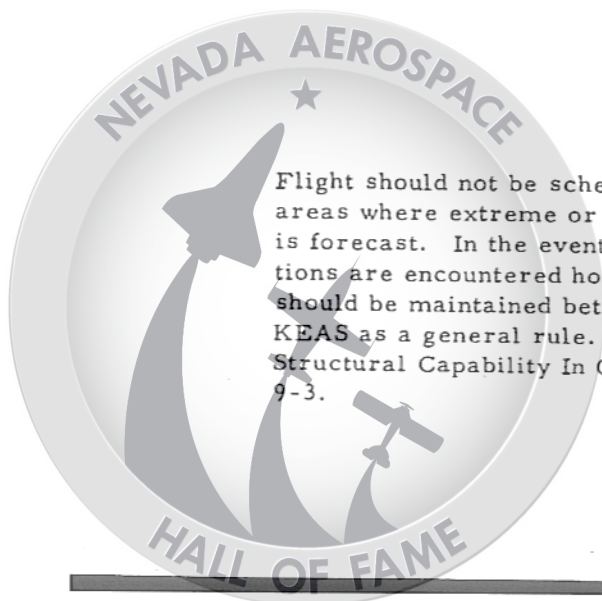 NEVADA AEROSPACE
Flight should not be sche
areas where extreme or
is forecast. In the event
tions are encountered ho
should be maintained bet
KEAS as a general rule.
Structural Capability In
9-3.
HALL OF FAME